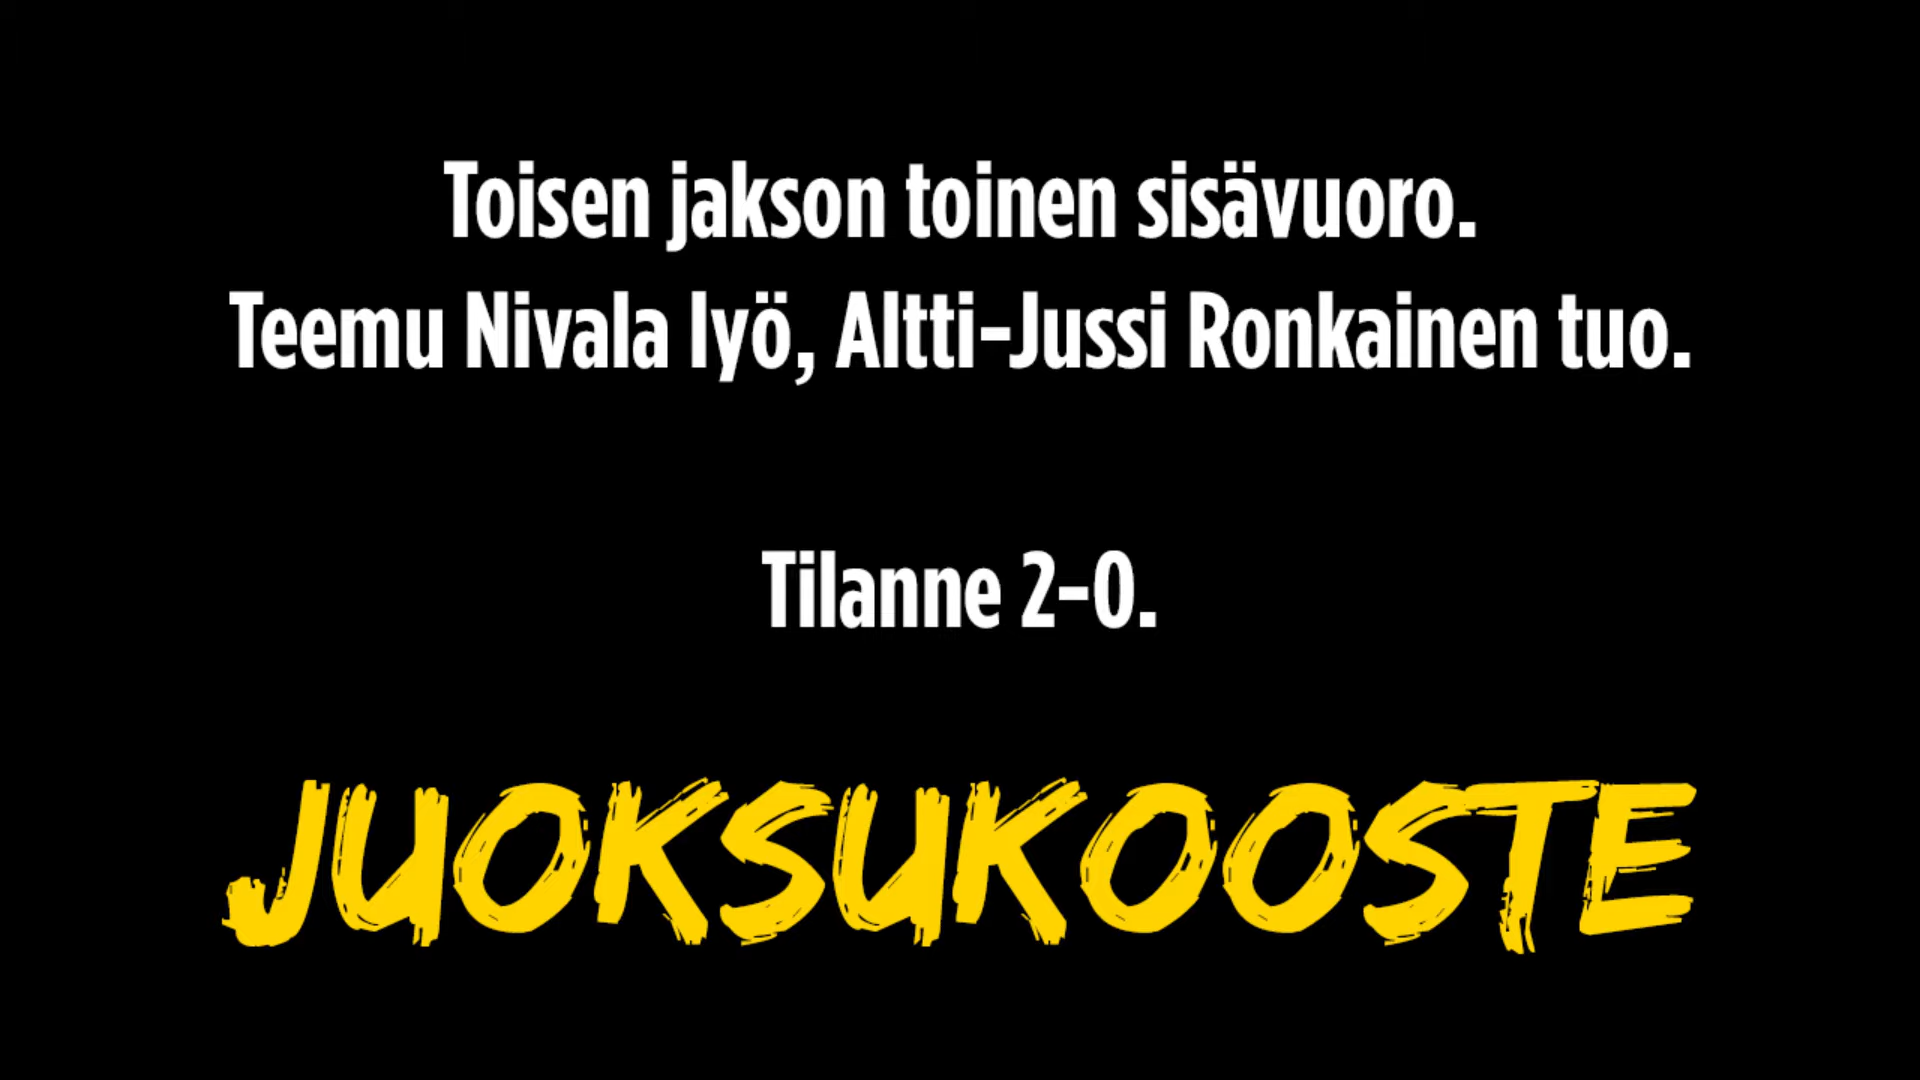 Toisen jakson toinen sisävuoro.
Teemu Nivala lyö, Altti-Jussi Ronkainen tuo.
Tilanne 2-0.
JUOKSUKOOSTE